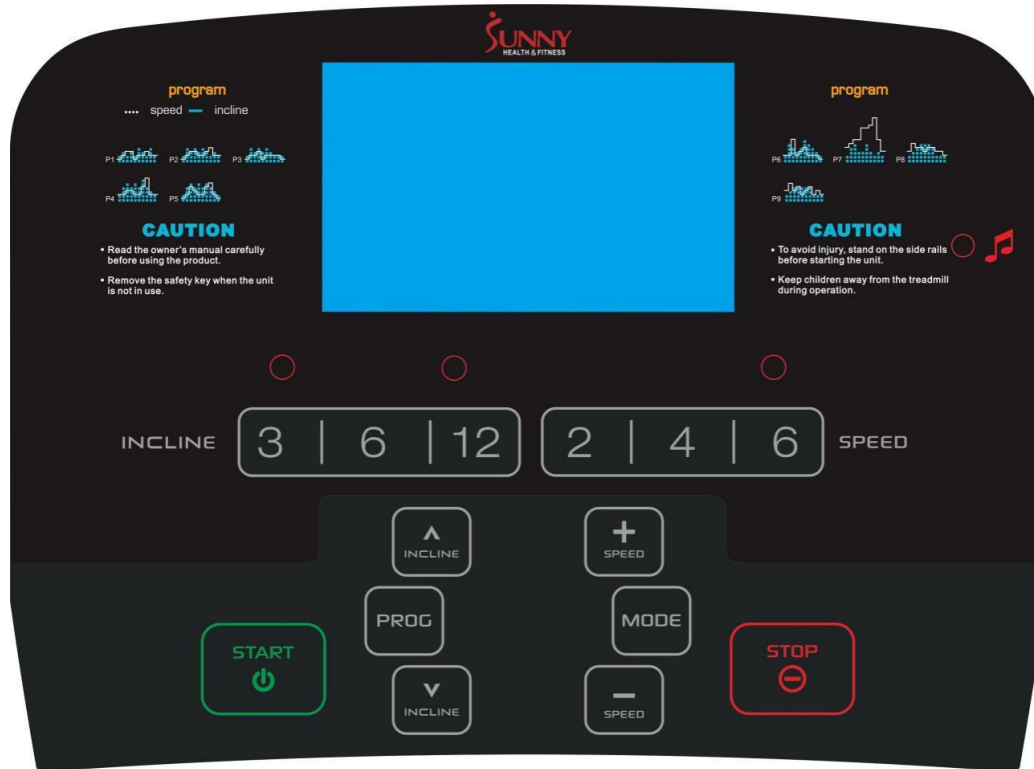 SUNNY
HEALTH & FITNESS
program
speed incline
P1 P2 P3
P4 P5
CAUTION
• Read the owner's manual carefully
before using the product.
• Remove the safety key when the unit
is not in use.
program
P6 P7 P8
P9
CAUTION
• To avoid injury, stand on the side rails
before starting the unit.
• Keep children away from the treadmill
during operation.
INCLINE 3 | 6 | 12 2 | 4 | 6 SPEED
INCLINE
+
SPEED
PROG
MODE
START
STOP
INCLINE
−
SPEED